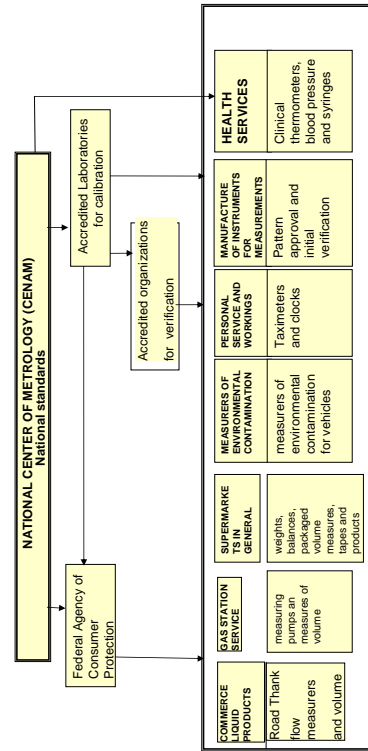 NATIONAL CENTER OF METROLOGY (CENAM)
National standards
Federal Agency of
Consumer
Protection
Accredited Laboratories
for calibration
Accredited organizations
for verification
COMMERCE
LIQUID
PRODUCTS
Road Thank
flow
measurers
and volume
GAS STATION
SERVICE
measuring
pumps an
measures of
volume
SUPERMARKE
TS IN
GENERAL
weights,
balances,
packaged
volume
measures,
tapes and
products
MEASURERS OF
ENVIRONMENTAL
CONTAMINATION
measures of
environmental
contamination
for vehicles
PERSONAL
SERVICE AND
WORKINGS
Taximeters
and clocks
MANUFACTURE
OF INSTRUMENTS
FOR
MEASUREMENTS
Pattern
approval and
initial
verification
HEALTH
SERVICES
Clinical
thermometers,
blood pressure
and syringes